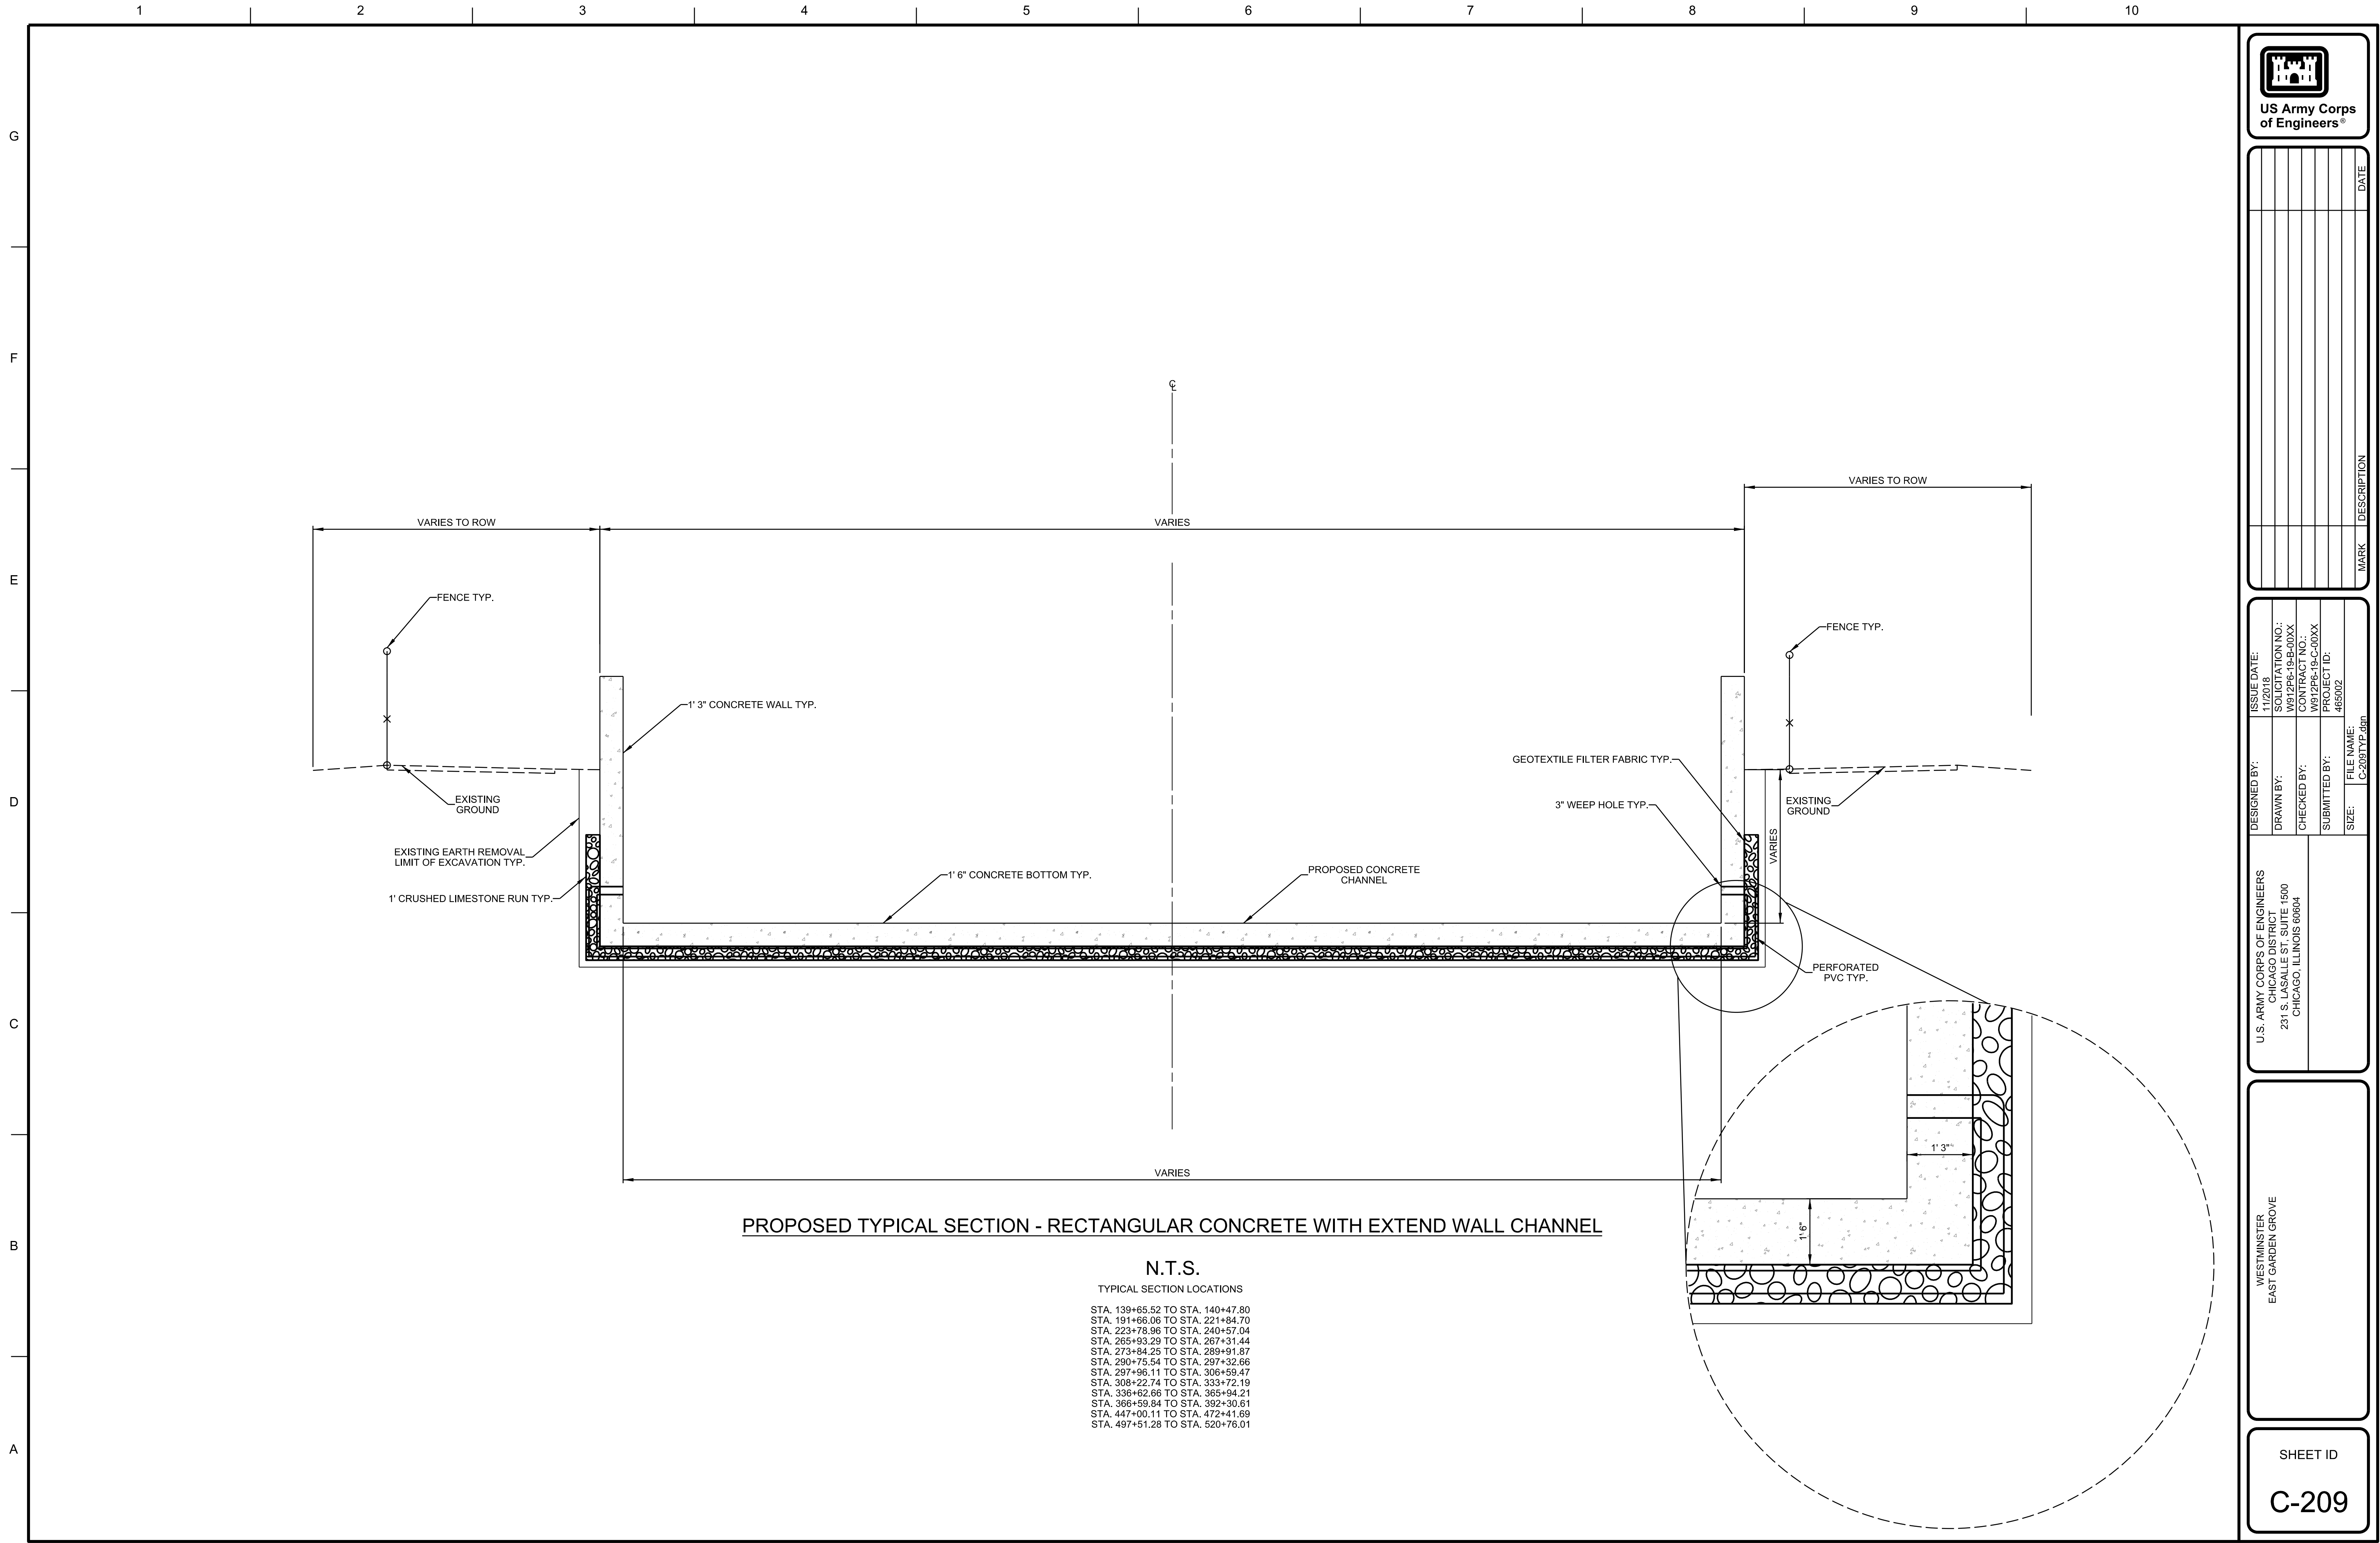 1 2 3 4 5 6 7 8 9 10
G
F
E
D
C
B
A
℄
VARIES TO ROW
VARIES
VARIES TO ROW
FENCE TYP.
FENCE TYP.
1' 3" CONCRETE WALL TYP.
GEOTEXTILE FILTER FABRIC TYP.
3" WEEP HOLE TYP.
EXISTING
GROUND
EXISTING
GROUND
VARIES
EXISTING EARTH REMOVAL
LIMIT OF EXCAVATION TYP.
1' CRUSHED LIMESTONE RUN TYP.
1' 6" CONCRETE BOTTOM TYP.
PROPOSED CONCRETE
CHANNEL
PERFORATED
PVC TYP.
1' 3"
1' 6"
VARIES
PROPOSED TYPICAL SECTION - RECTANGULAR CONCRETE WITH EXTEND WALL CHANNEL
N.T.S.
TYPICAL SECTION LOCATIONS
STA. 139+65.52 TO STA. 140+47.80
STA. 191+66.06 TO STA. 221+84.70
STA. 223+78.96 TO STA. 240+57.04
STA. 265+93.29 TO STA. 267+31.44
STA. 273+84.25 TO STA. 289+91.87
STA. 290+75.54 TO STA. 297+32.66
STA. 297+96.11 TO STA. 306+59.47
STA. 308+22.74 TO STA. 333+72.19
STA. 336+62.66 TO STA. 365+94.21
STA. 366+59.84 TO STA. 392+30.61
STA. 447+00.11 TO STA. 472+41.69
STA. 497+51.28 TO STA. 520+76.01
US Army Corps
of Engineers®
MARK DESCRIPTION DATE
DESIGNED BY:
DRAWN BY:
CHECKED BY:
SUBMITTED BY:
SIZE:
ISSUE DATE:
11/2018
SOLICITATION NO.:
W912P6-19-B-00XX
CONTRACT NO.:
W912P6-19-C-00XX
PROJECT ID:
465002
FILE NAME:
C-209TYP.dgn
U.S. ARMY CORPS OF ENGINEERS
CHICAGO DISTRICT
231 S. LASALLE ST. SUITE 1500
CHICAGO, ILLINOIS 60604
WESTMINSTER
EAST GARDEN GROVE
SHEET ID
C-209